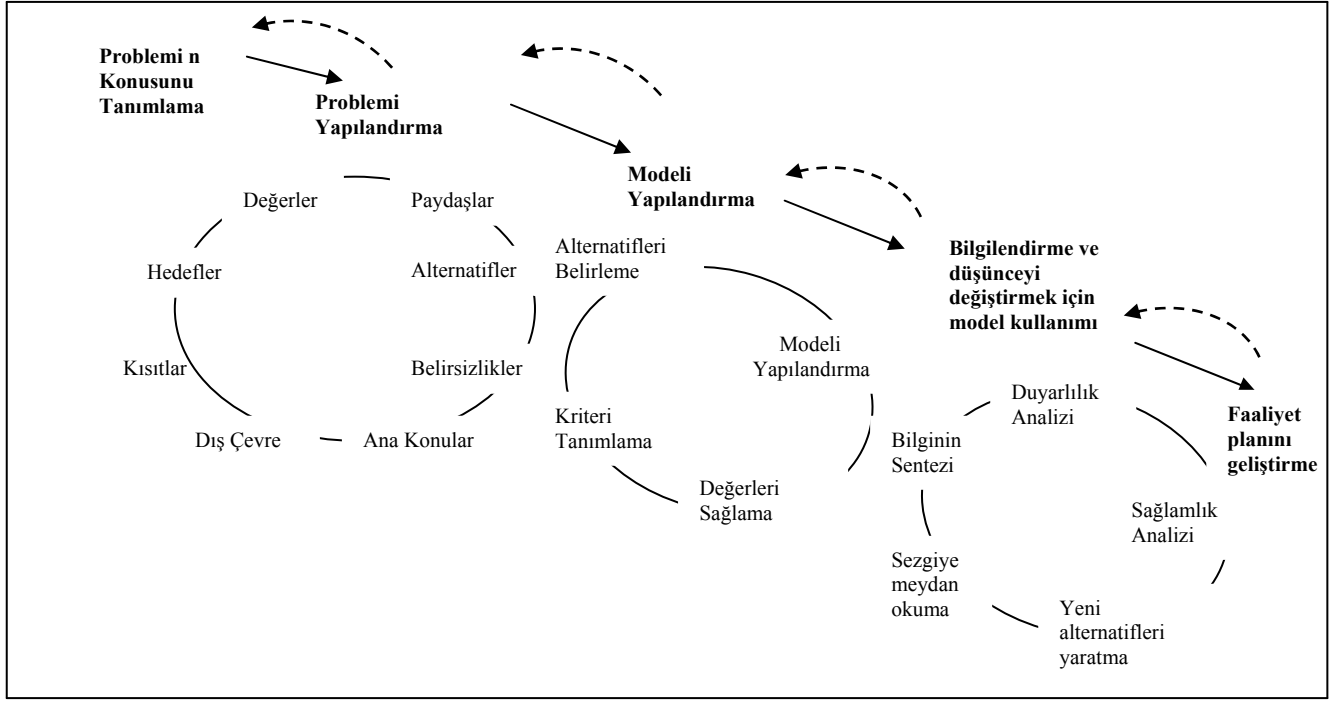 Problemi n
Konusunu
Tanımlama
Problemi
Yapılandırma
Değerler
Paydaşlar
Hedefler
Alternatifler
Kısıtlar
Belirsizlikler
Dış Çevre
Ana Konular
Modeli
Yapılandırma
Alternatifleri
Belirleme
Modeli
Yapılandırma
Kriteri
Tanımlama
Değerleri
Sağlama
Bilgilendirme ve
düşünceyi
değiştirmek için
model kullanımı
Duyarlılık
Analizi
Bilginin
Sentezi
Sağlamlık
Analizi
Sezgiye
meydan
okuma
Yeni
alternatifleri
yaratma
Faaliyet
planını
geliştirme